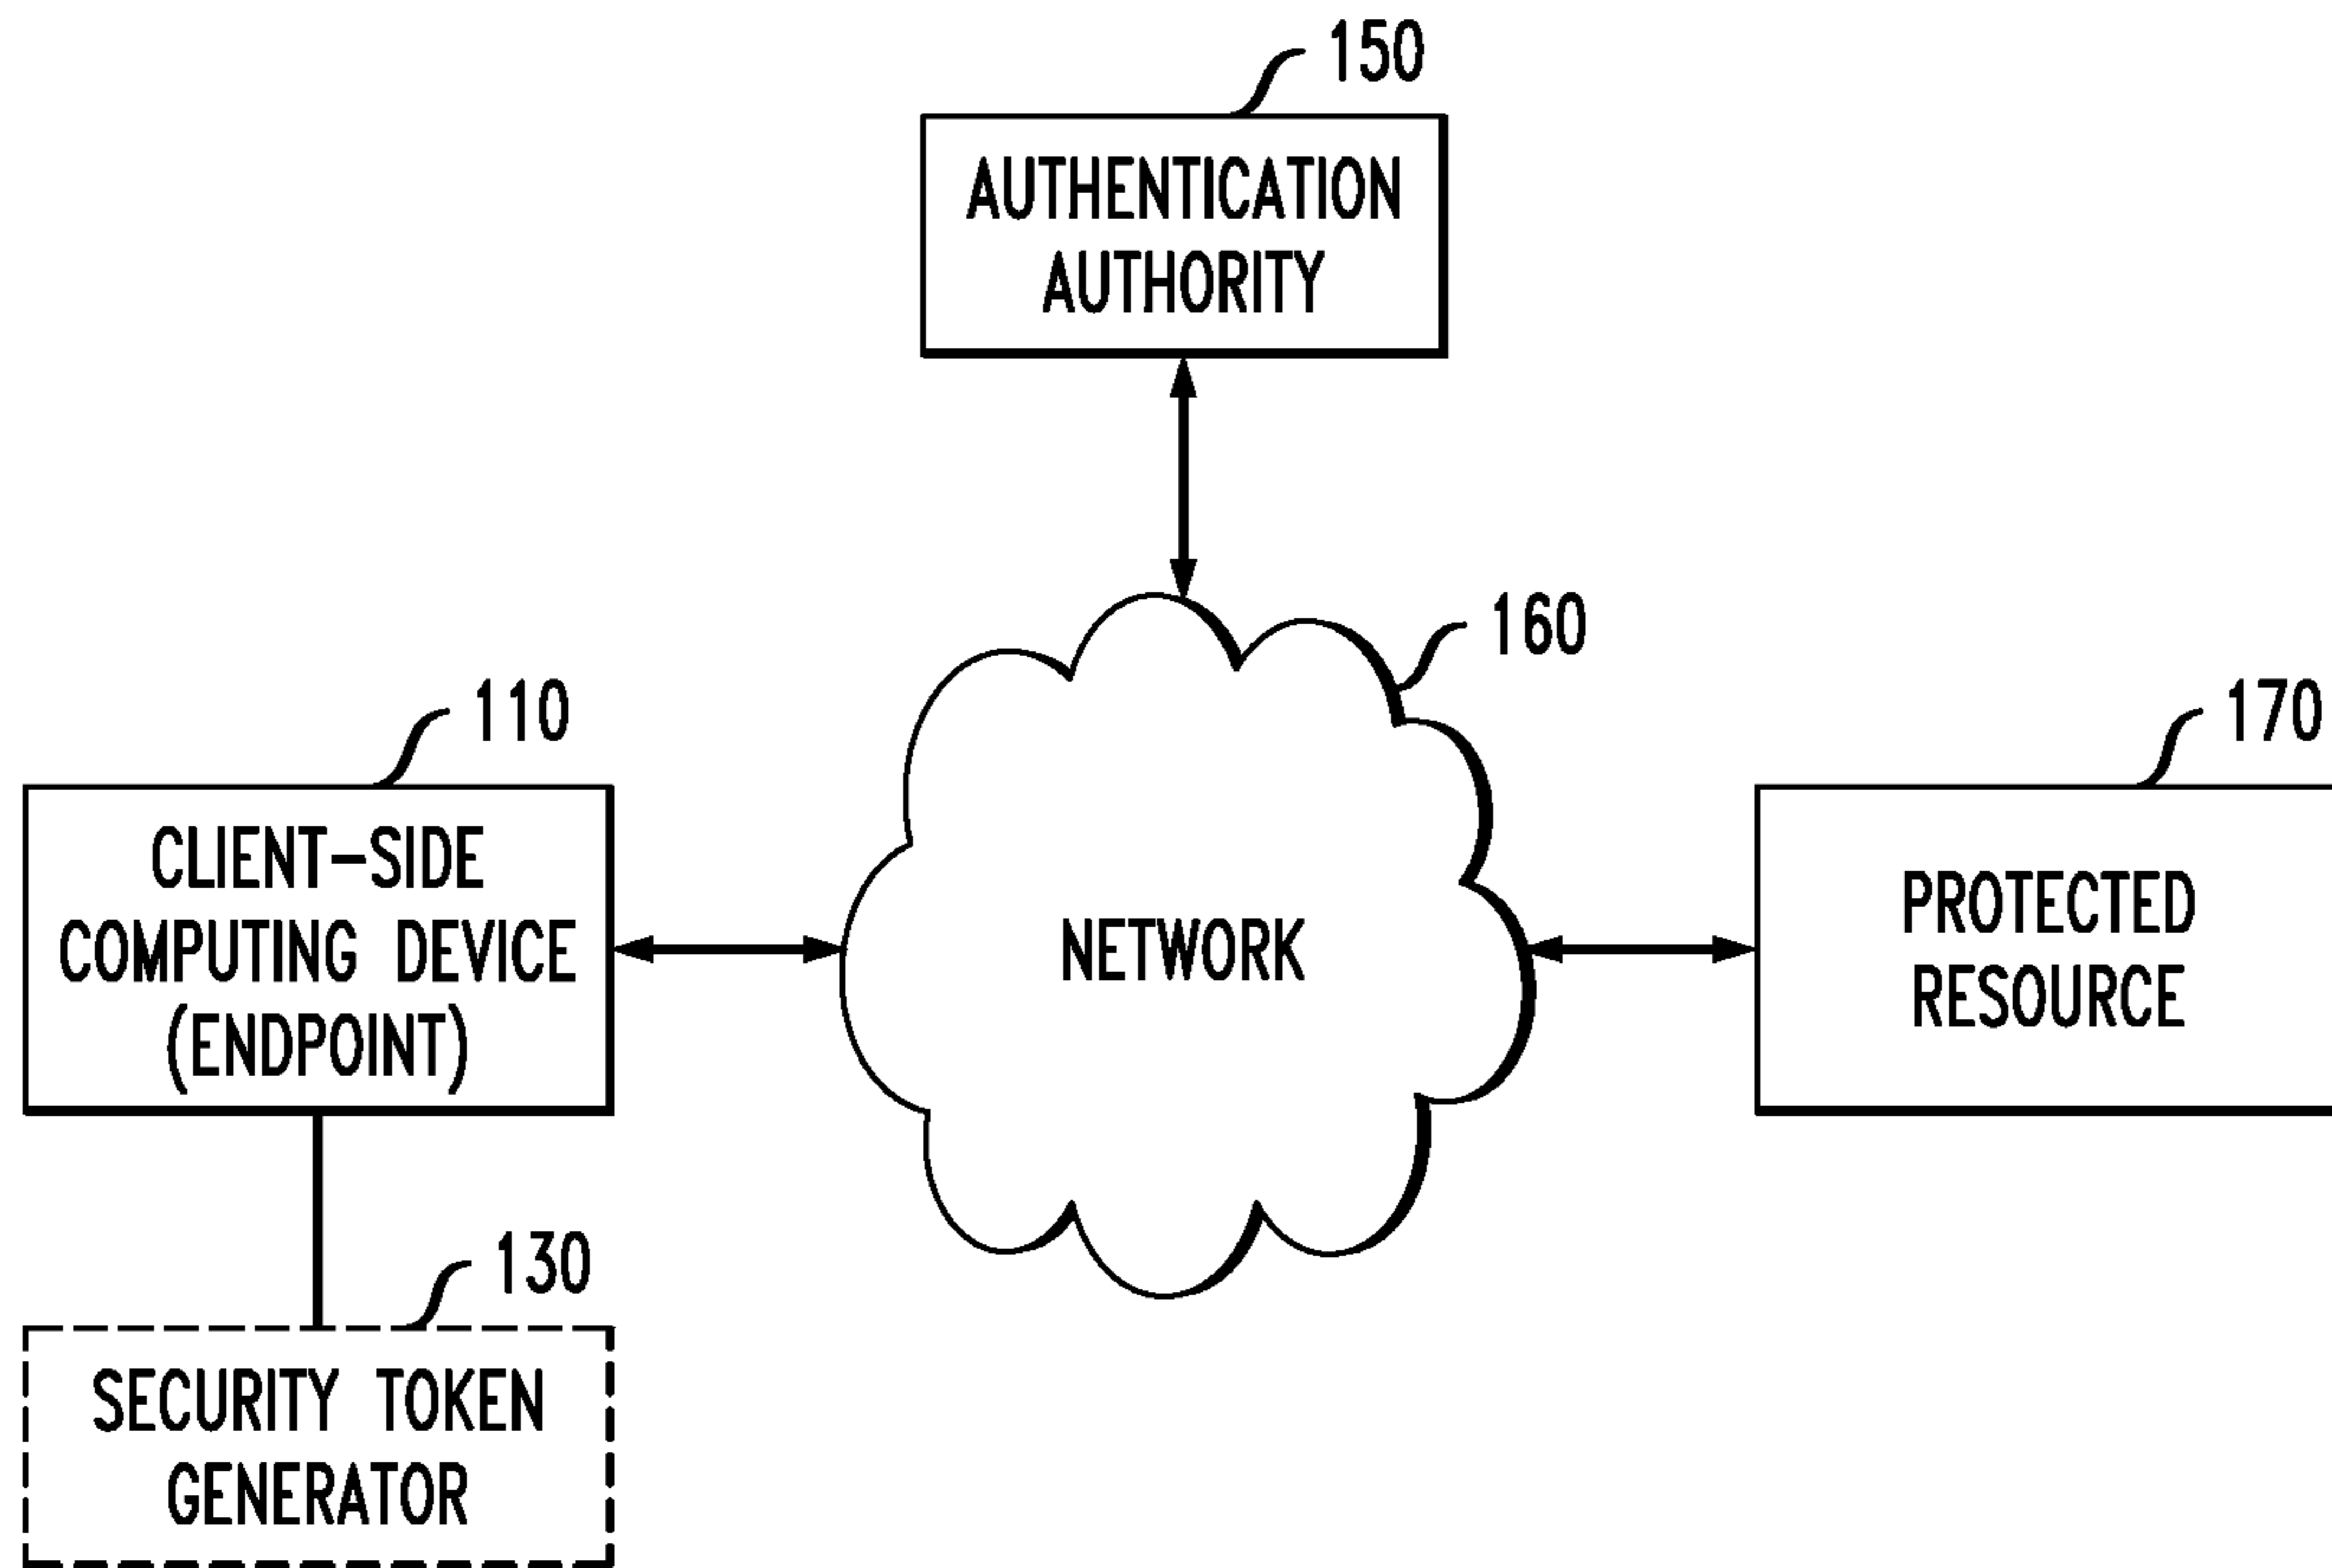 150
AUTHENTICATION
AUTHORITY
160
110
170
CLIENT-SIDE
COMPUTING DEVICE
(ENDPOINT)
NETWORK
PROTECTED
RESOURCE
130
SECURITY TOKEN
GENERATOR